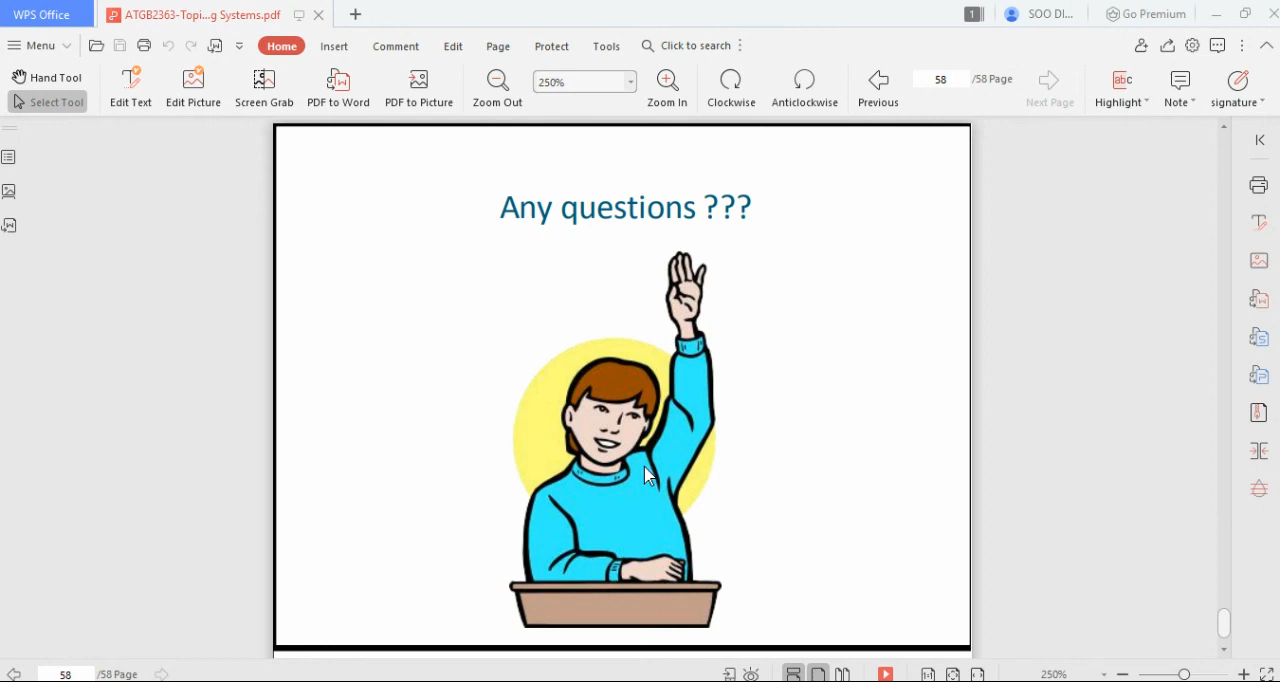 WPS Office
ATGB2363-Topi...g Systems.pdf
1
SOO DI...
Go Premium
Menu
Home
Insert
Comment
Edit
Page
Protect
Tools
Click to search
Hand Tool
Select Tool
Edit Text
Edit Picture
Screen Grab
PDF to Word
PDF to Picture
Zoom Out
250%
Zoom In
Clockwise
Anticlockwise
Previous
58 /58 Page
Next Page
abc
Highlight
Note
signature
Any questions ???
58 /58 Page
250%